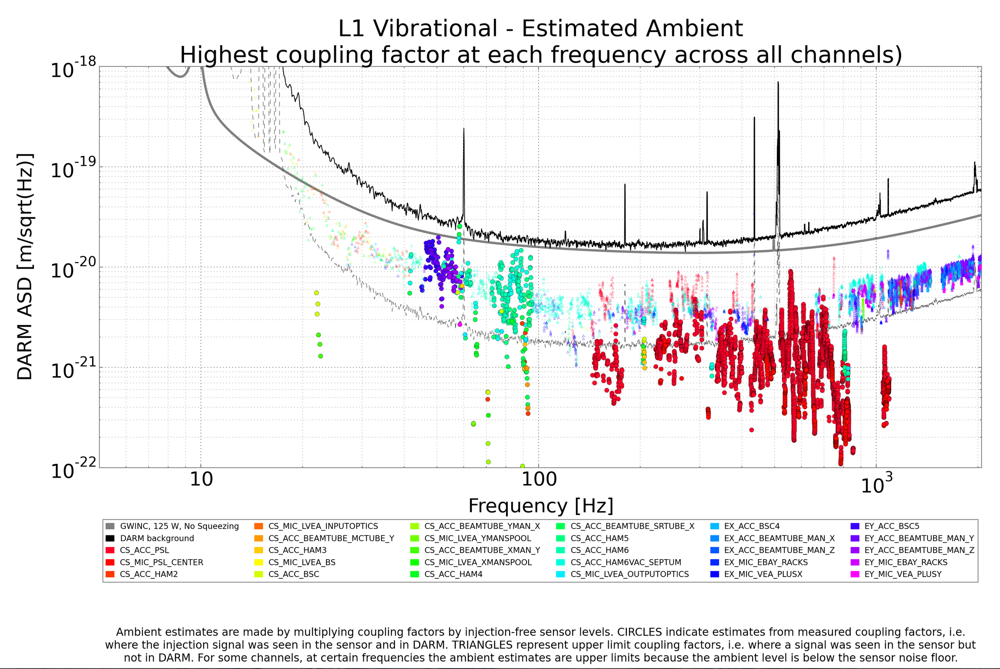 L1 Vibrational - Estimated Ambient
Highest coupling factor at each frequency across all channels)
10^-18
10^-19
10^-20
10^-21
10^-22
DARM ASD [m/sqrt(Hz)]
10 100 10^3
Frequency [Hz]
GWINC, 125 W, No Squeezing
DARM background
CS_ACC_PSL
CS_MIC_PSL_CENTER
CS_ACC_HAM2
CS_MIC_LVEA_INPUTOPTICS
CS_ACC_BEAMTUBE_MCTUBE_Y
CS_ACC_HAM3
CS_MIC_LVEA_BS
CS_ACC_BSC
CS_ACC_BEAMTUBE_YMAN_X
CS_MIC_LVEA_YMANSPOOL
CS_ACC_BEAMTUBE_XMAN_Y
CS_MIC_LVEA_XMANSPOOL
CS_ACC_HAM4
CS_ACC_BEAMTUBE_SRTUBE_X
CS_ACC_HAM5
CS_ACC_HAM6
CS_ACC_HAM6VAC_SEPTUM
CS_MIC_LVEA_OUTPUTOPTICS
EX_ACC_BSC4
EX_ACC_BEAMTUBE_MAN_X
EX_ACC_BEAMTUBE_MAN_Z
EX_MIC_EBAY_RACKS
EX_MIC_VEA_PLUSX
EY_ACC_BSC5
EY_ACC_BEAMTUBE_MAN_Y
EY_ACC_BEAMTUBE_MAN_Z
EY_MIC_EBAY_RACKS
EY_MIC_VEA_PLUSY
Ambient estimates are made by multiplying coupling factors by injection-free sensor levels. CIRCLES indicate estimates from measured coupling factors, i.e.
where the injection signal was seen in the sensor and in DARM. TRIANGLES represent upper limit coupling factors, i.e. where a signal was seen in the sensor but
not in DARM. For some channels, at certain frequencies the ambient estimates are upper limits because the ambient level is below the sensor noise floor.